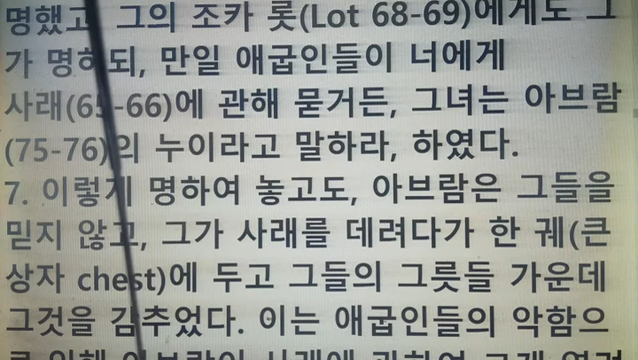 명했고, 그의 조카 롯(Lot 68-69)에게도 그
가 명하되, 만일 애굽인들이 너에게
사래(65-66)에 관해 묻거든, 그녀는 아브람
(75-76)의 누이라고 말하라, 하였다.
7. 이렇게 명하여 놓고도, 아브람은 그들을
믿지 않고, 그가 사래를 데려다가 한 궤(큰
상자 chest)에 두고 그들의 그릇들 가운데
그것을 감추었다. 이는 애굽인들의 악함으